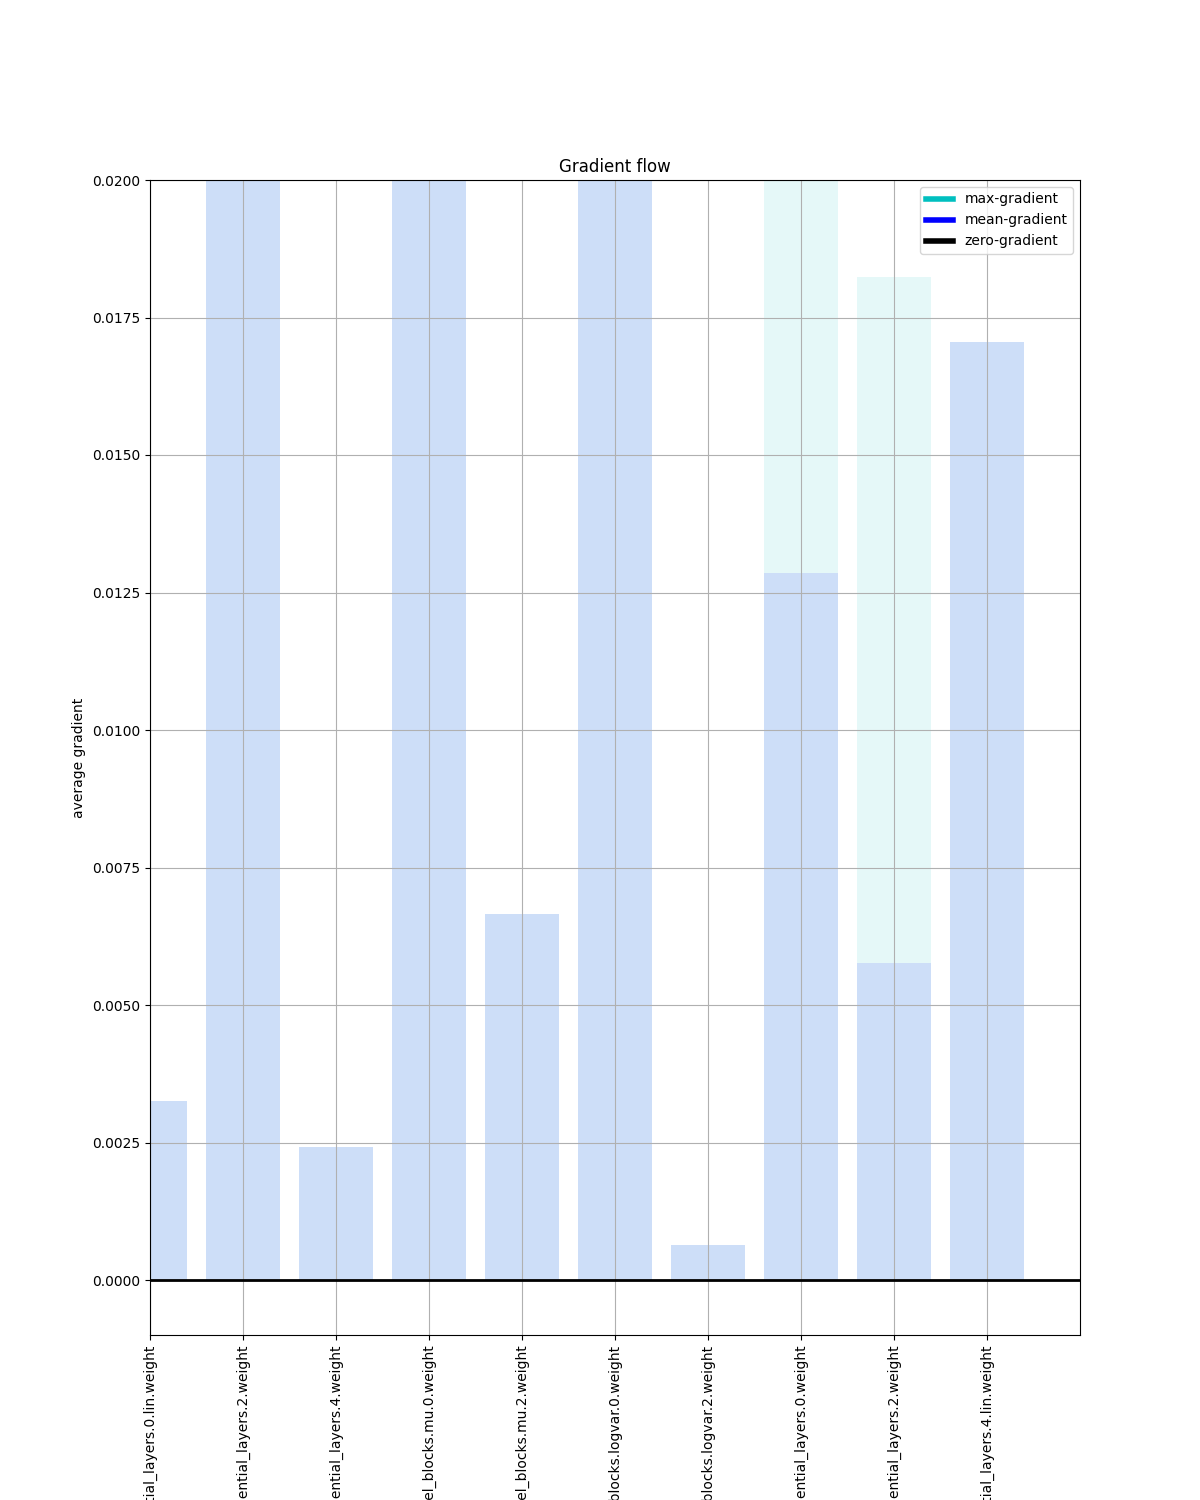 Gradient flow
max-gradient
mean-gradient
zero-gradient
average gradient
0.0200
0.0175
0.0150
0.0125
0.0100
0.0075
0.0050
0.0025
0.0000
tial_layers.0.lin.weight
ential_layers.2.weight
ential_layers.4.weight
el_blocks.mu.0.weight
el_blocks.mu.2.weight
blocks.logvar.0.weight
blocks.logvar.2.weight
ential_layers.0.weight
ential_layers.2.weight
tial_layers.4.lin.weight